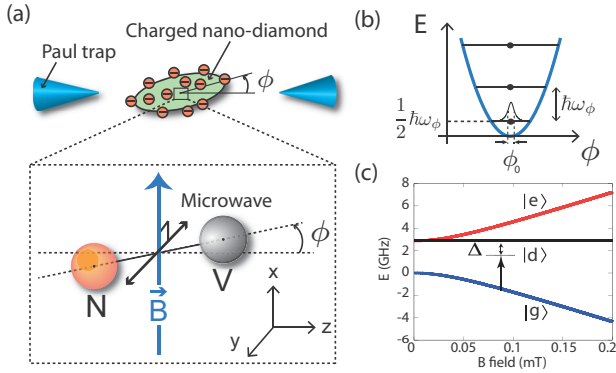 (a)
Paul trap
Charged nano-diamond
ϕ
Microwave
ϕ
N
V
B
x
y
z
(b)
E
1/2 ħω_ϕ
ħω_ϕ
ϕ
ϕ_0
(c)
E (GHz)
8
6
4
2
0
-2
-4
-6
|e⟩
Δ
|d⟩
|g⟩
0
0.05
0.1
0.15
0.2
B field (mT)